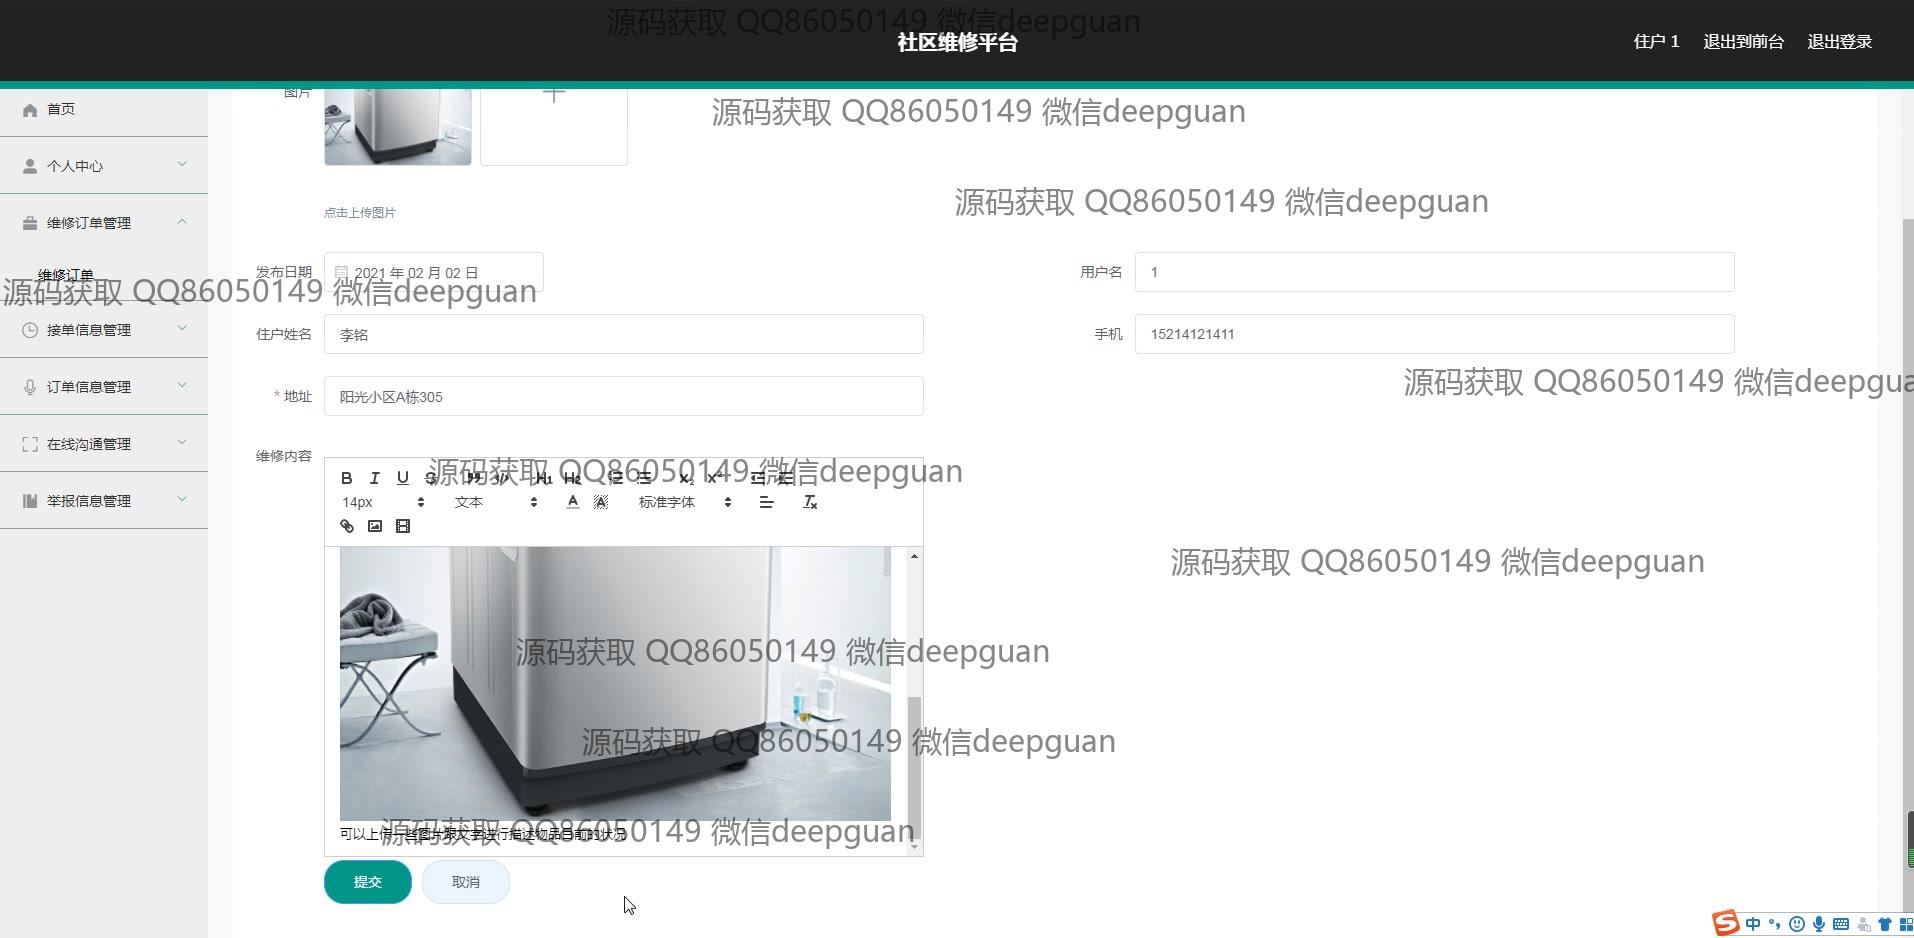 源码获取 QQ86050149 微信deepguan
社区维修平台
住户 1 退出到前台 退出登录
首页
图片
源码获取 QQ86050149 微信deepguan
个人中心
源码获取 QQ86050149 微信deepguan
点击上传图片
维修订单管理
维修订单
发布日期 2021 年 02 月 02 日
用户名 1
源码获取 QQ86050149 微信deepguan
接单信息管理
住户姓名 李铭
手机 15214121411
订单信息管理
* 地址 阳光小区A栋305
源码获取 QQ86050149 微信deepgua
在线沟通管理
维修内容
源码获取 QQ86050149 微信deepguan
B I U S H1 H2 X₂ X²
举报信息管理
14px 文本 A A 标准字体 Tx
源码获取 QQ86050149 微信deepguan
源码获取 QQ86050149 微信deepguan
源码获取 QQ86050149 微信deepguan
源码获取 QQ86050149 微信deepguan
可以上传一些图片跟文字进行描述物品目前的状况
提交 取消
S 中